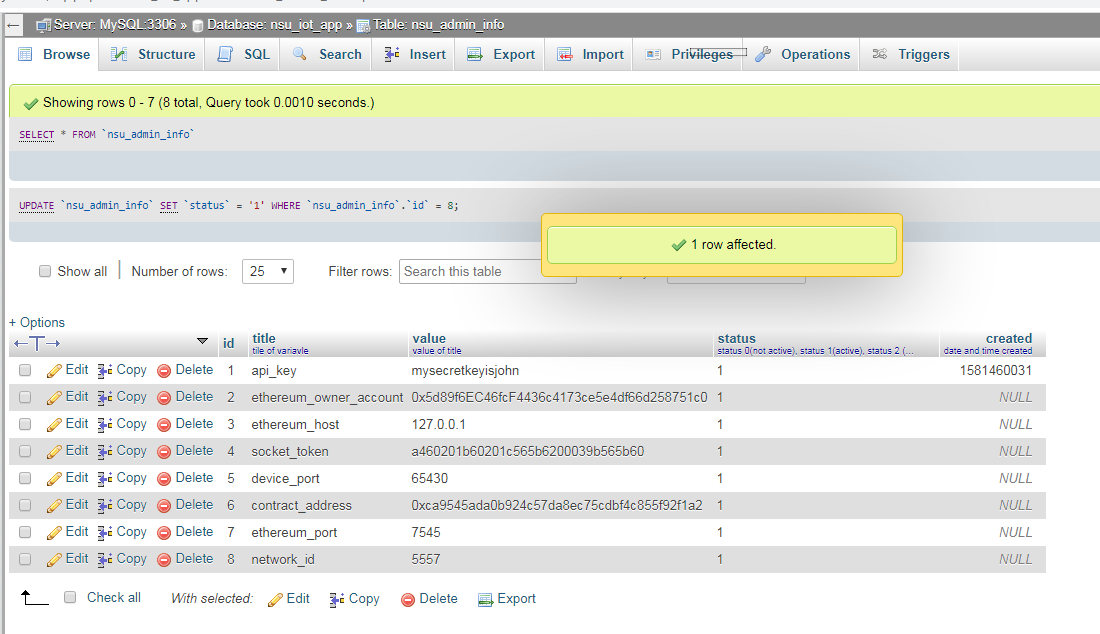 Server: MySQL:3306 » Database: nsu_iot_app » Table: nsu_admin_info
Browse Structure SQL Search Insert Export Import Privileges Operations Triggers
Showing rows 0 - 7 (8 total, Query took 0.0010 seconds.)
SELECT * FROM `nsu_admin_info`
UPDATE `nsu_admin_info` SET `status` = '1' WHERE `nsu_admin_info`.`id` = 8;
1 row affected.
Show all Number of rows: 25 Filter rows: Search this table
+ Options
id title value status created
tile of variavle value of title status 0(not active), status 1(active), status 2 (... date and time created
Edit Copy Delete 1 api_key mysecretkeyisjohn 1 1581460031
Edit Copy Delete 2 ethereum_owner_account 0x5d89f6EC46fcF4436c4173ce5e4df66d258751c0 1 NULL
Edit Copy Delete 3 ethereum_host 127.0.0.1 1 NULL
Edit Copy Delete 4 socket_token a460201b60201c565b6200039b565b60 1 NULL
Edit Copy Delete 5 device_port 65430 1 NULL
Edit Copy Delete 6 contract_address 0xca9545ada0b924c57da8ec75cdbf4c855f92f1a2 1 NULL
Edit Copy Delete 7 ethereum_port 7545 1 NULL
Edit Copy Delete 8 network_id 5557 1 NULL
Check all With selected: Edit Copy Delete Export